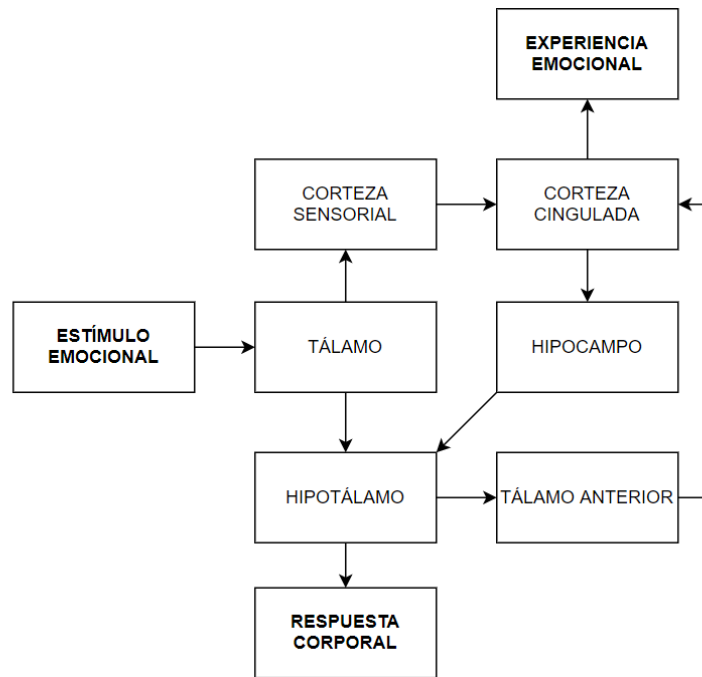 EXPERIENCIA
EMOCIONAL
CORTEZA
SENSORIAL
CORTEZA
CINGULADA
ESTÍMULO
EMOCIONAL
TÁLAMO
HIPOCAMPO
HIPOTÁLAMO
TÁLAMO ANTERIOR
RESPUESTA
CORPORAL